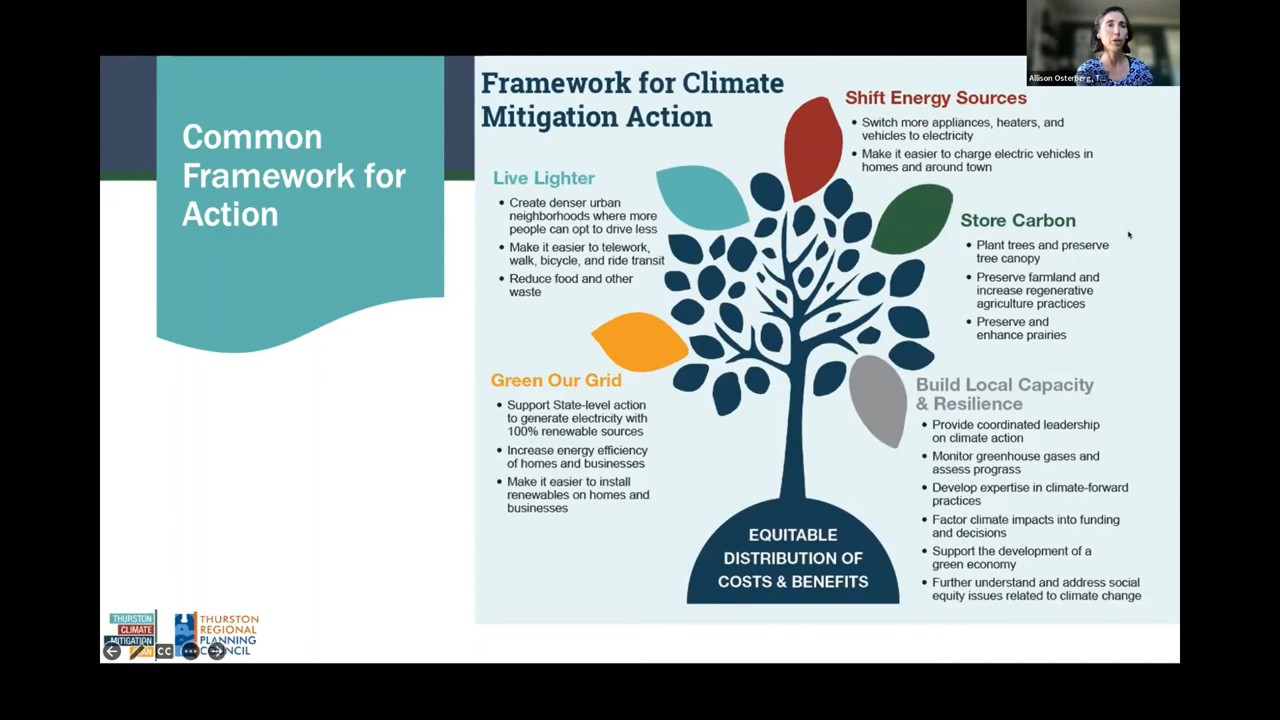 Common
Framework for
Action
Framework for Climate
Mitigation Action
Live Lighter
• Create denser urban
neighborhoods where more
people can opt to drive less
• Make it easier to telework,
walk, bicycle, and ride transit
• Reduce food and other
waste
Green Our Grid
• Support State-level action
to generate electricity with
100% renewable sources
• Increase energy efficiency
of homes and businesses
• Make it easier to install
renewables on homes and
businesses
Shift Energy Sources
• Switch more appliances, heaters, and
vehicles to electricity
• Make it easier to charge electric vehicles in
homes and around town
Store Carbon
• Plant trees and preserve
tree canopy
• Preserve farmland and
increase regenerative
agriculture practices
• Preserve and
enhance prairies
Build Local Capacity
& Resilience
• Provide coordinated leadership
on climate action
• Monitor greenhouse gases and
assess prograss
• Develop expertise in climate-forward
practices
• Factor climate impacts into funding
and decisions
• Support the development of a
green economy
• Further understand and address social
equity issues related to climate change
EQUITABLE
DISTRIBUTION OF
COSTS & BENEFITS
Allison Osterberg, T...
THURSTON
CLIMATE
MITIGATION
PLAN
THURSTON
REGIONAL
PLANNING
COUNCIL
CC